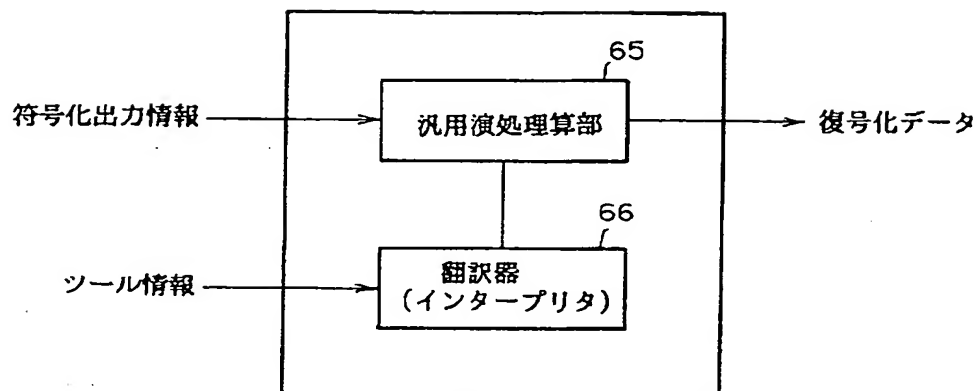 65
符号化出力情報
汎用演処理算部
復号化データ
66
ツール情報
翻訳器
(インタープリタ)